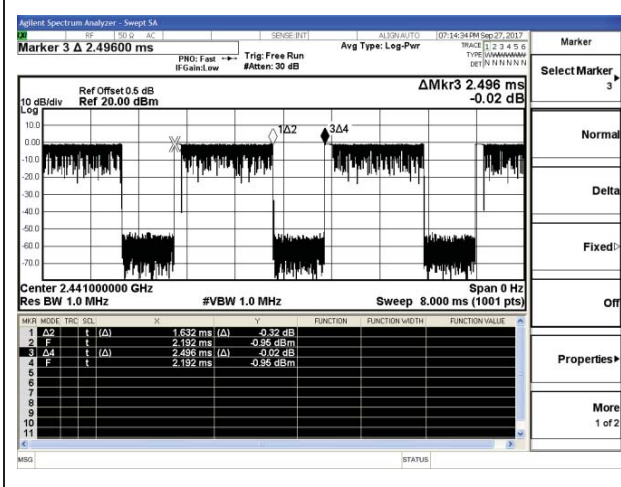 Agilent Spectrum Analyzer - Swept SA
RF 50 Ω AC SENSE:INT ALIGN AUTO 07:14:34 PM Sep 27, 2017
Marker 3 Δ 2.49600 ms
PNO: Fast
IFGain:Low
Trig: Free Run
#Atten: 30 dB
Avg Type: Log-Pwr
TRACE 1 2 3 4 5 6
TYPE
DET N N N N N N
Ref Offset 0.5 dB
10 dB/div Ref 20.00 dBm
Log
ΔMkr3 2.496 ms
-0.02 dB
10.0
0.00
-10.0
-20.0
-30.0
-40.0
-50.0
-60.0
-70.0
1Δ2
3Δ4
Center 2.441000000 GHz Span 0 Hz
Res BW 1.0 MHz #VBW 1.0 MHz Sweep 8.000 ms (1001 pts)
MKR MODE TRC SCL X Y FUNCTION FUNCTION WIDTH FUNCTION VALUE
1 Δ2 t (Δ) 1.632 ms (Δ) -0.32 dB
2 F t 2.192 ms -0.95 dBm
3 Δ4 t (Δ) 2.496 ms (Δ) -0.02 dB
4 F t 2.192 ms -0.95 dBm
5
6
7
8
9
10
11
MSG STATUS
Marker
Select Marker
3
Normal
Delta
Fixed
Off
Properties
More
1 of 2